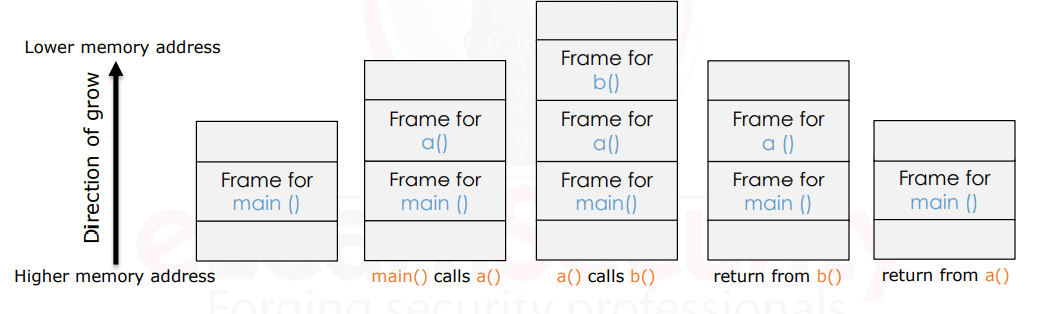 Lower memory address
Direction of grow
Higher memory address
Frame for
main ()
Frame for
a()
Frame for
main ()
main() calls a()
Frame for
b()
Frame for
a()
Frame for
main()
a() calls b()
Frame for
a ()
Frame for
main ()
return from b()
Frame for
main ()
return from a()
Forging security professionals